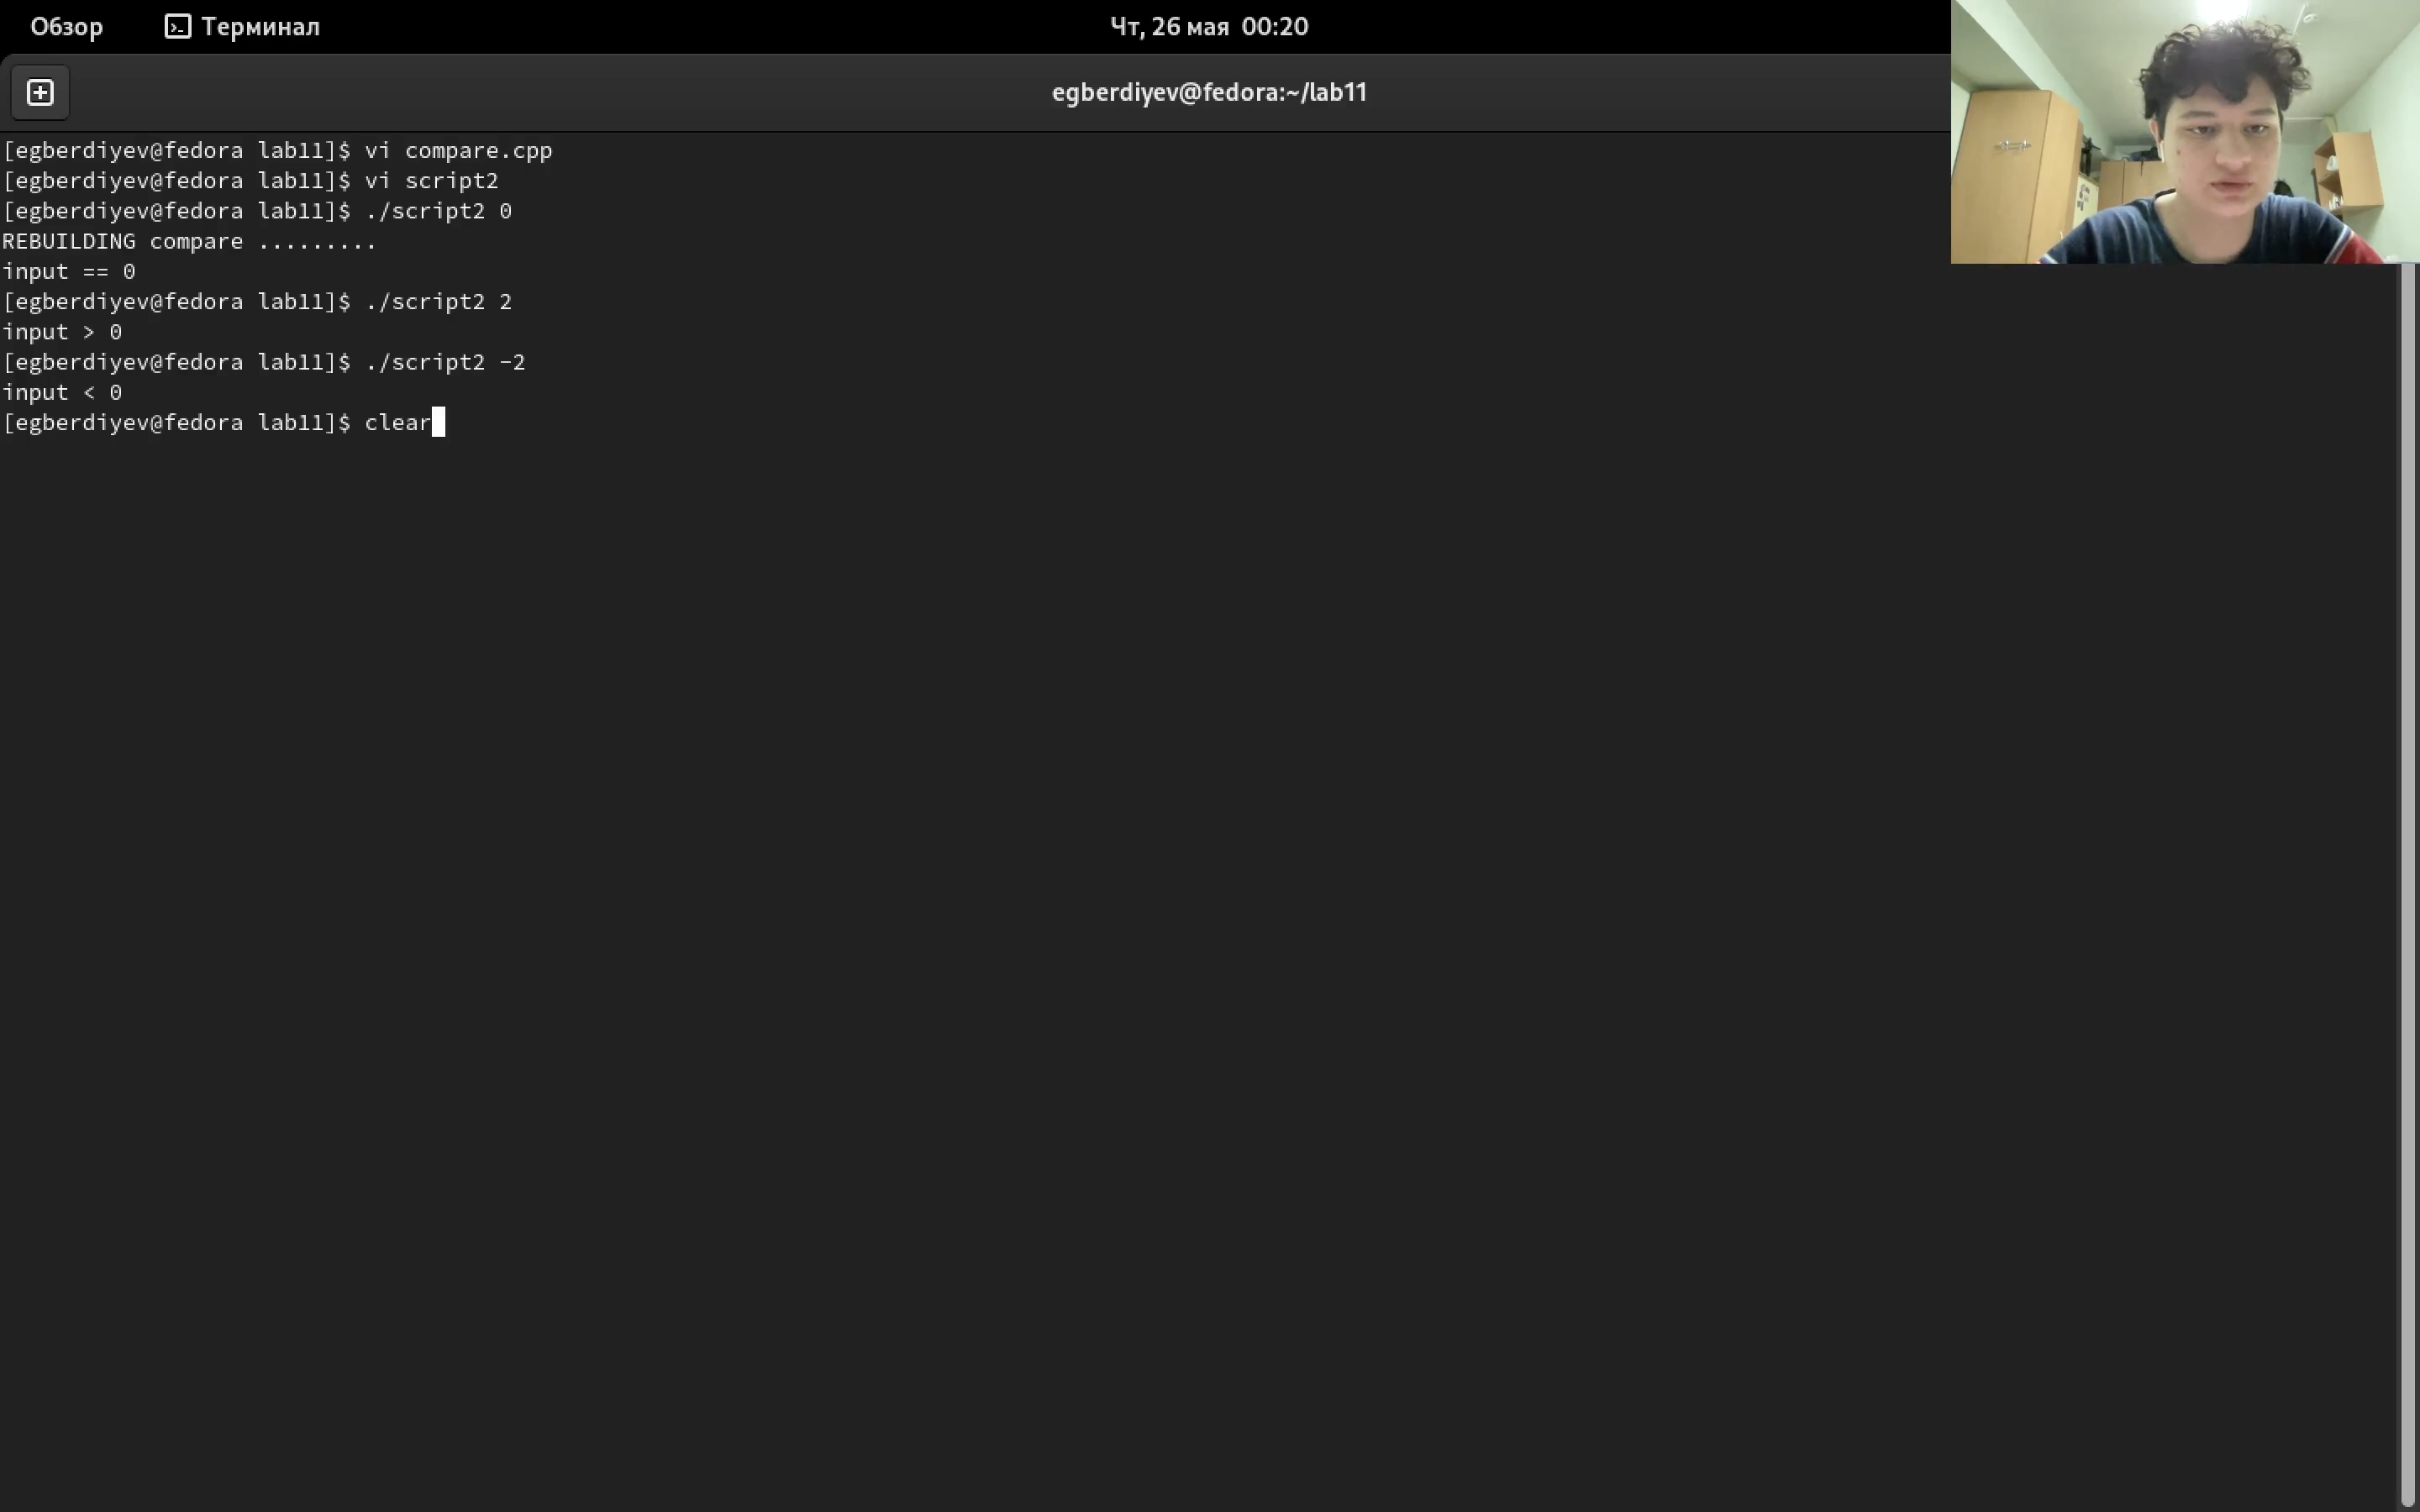 Обзор Терминал Чт, 26 мая 00:20
egberdiyev@fedora:~/lab11
[egberdiyev@fedora lab11]$ vi compare.cpp
[egberdiyev@fedora lab11]$ vi script2
[egberdiyev@fedora lab11]$ ./script2 0
REBUILDING compare .........
input == 0
[egberdiyev@fedora lab11]$ ./script2 2
input > 0
[egberdiyev@fedora lab11]$ ./script2 -2
input < 0
[egberdiyev@fedora lab11]$ clear